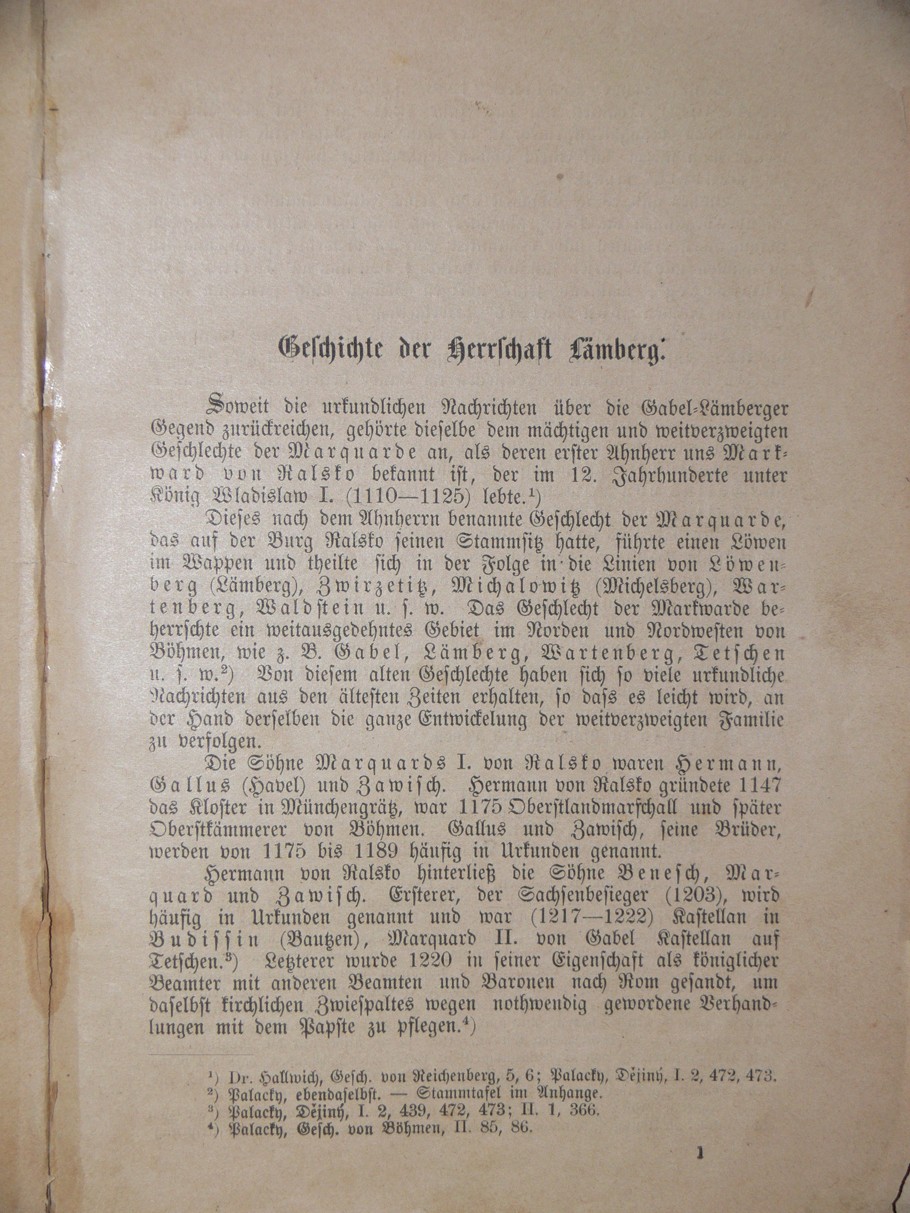 Geschichte der Herrschaft Lämberg.
Soweit die urkundlichen Nachrichten über die Gabel-Lämberger
Gegend zurückreichen, gehörte dieselbe dem mächtigen und weitverzweigten
Geschlechte der Marquarde an, als deren erster Ahnherr uns Mark-
ward von Ralsko bekannt ist, der im 12. Jahrhunderte unter
König Wladislaw I. (1110—1125) lebte.¹)
Dieses nach dem Ahnherrn benannte Geschlecht der Marquarde,
das auf der Burg Ralsko seinen Stammsitz hatte, führte einen Löwen
im Wappen und theilte sich in der Folge in die Linien von Löwen-
berg (Lämberg), Zwirzetitz, Michalowitz (Michelsberg), War-
tenberg, Waldstein u. s. w. Das Geschlecht der Markwarde be-
herrschte ein weitausgedehntes Gebiet im Norden und Nordwesten von
Böhmen, wie z. B. Gabel, Lämberg, Wartenberg, Tetschen
u. s. w.²) Von diesem alten Geschlechte haben sich so viele urkundliche
Nachrichten aus den ältesten Zeiten erhalten, so dass es leicht wird, an
der Hand derselben die ganze Entwickelung der weitverzweigten Familie
zu verfolgen.
Die Söhne Marquards I. von Ralsko waren Hermann,
Gallus (Havel) und Zawisch. Hermann von Ralsko gründete 1147
das Kloster in Münchengrätz, war 1175 Oberstlandmarschall und später
Oberstkämmerer von Böhmen. Gallus und Zawisch, seine Brüder,
werden von 1175 bis 1189 häufig in Urkunden genannt.
Hermann von Ralsko hinterließ die Söhne Benesch, Mar-
quard und Zawisch. Ersterer, der Sachsenbesieger (1203), wird
häufig in Urkunden genannt und war (1217—1222) Kastellan in
Budissin (Bautzen), Marquard II. von Gabel Kastellan auf
Tetschen.³) Letzterer wurde 1220 in seiner Eigenschaft als königlicher
Beamter mit anderen Beamten und Baronen nach Rom gesandt, um
daselbst kirchlichen Zwiespaltes wegen nothwendig gewordene Verhand-
lungen mit dem Papste zu pflegen.⁴)
¹) Dr. Hallwich, Gesch. von Reichenberg, 5, 6; Palacky, Dějiný, I. 2, 472, 473.
²) Palacky, ebendaselbst. — Stammtafel im Anhange.
³) Palacky, Dějiný, I. 2, 439, 472, 473; II. 1, 366.
⁴) Palacky, Gesch. von Böhmen, II. 85, 86.
1